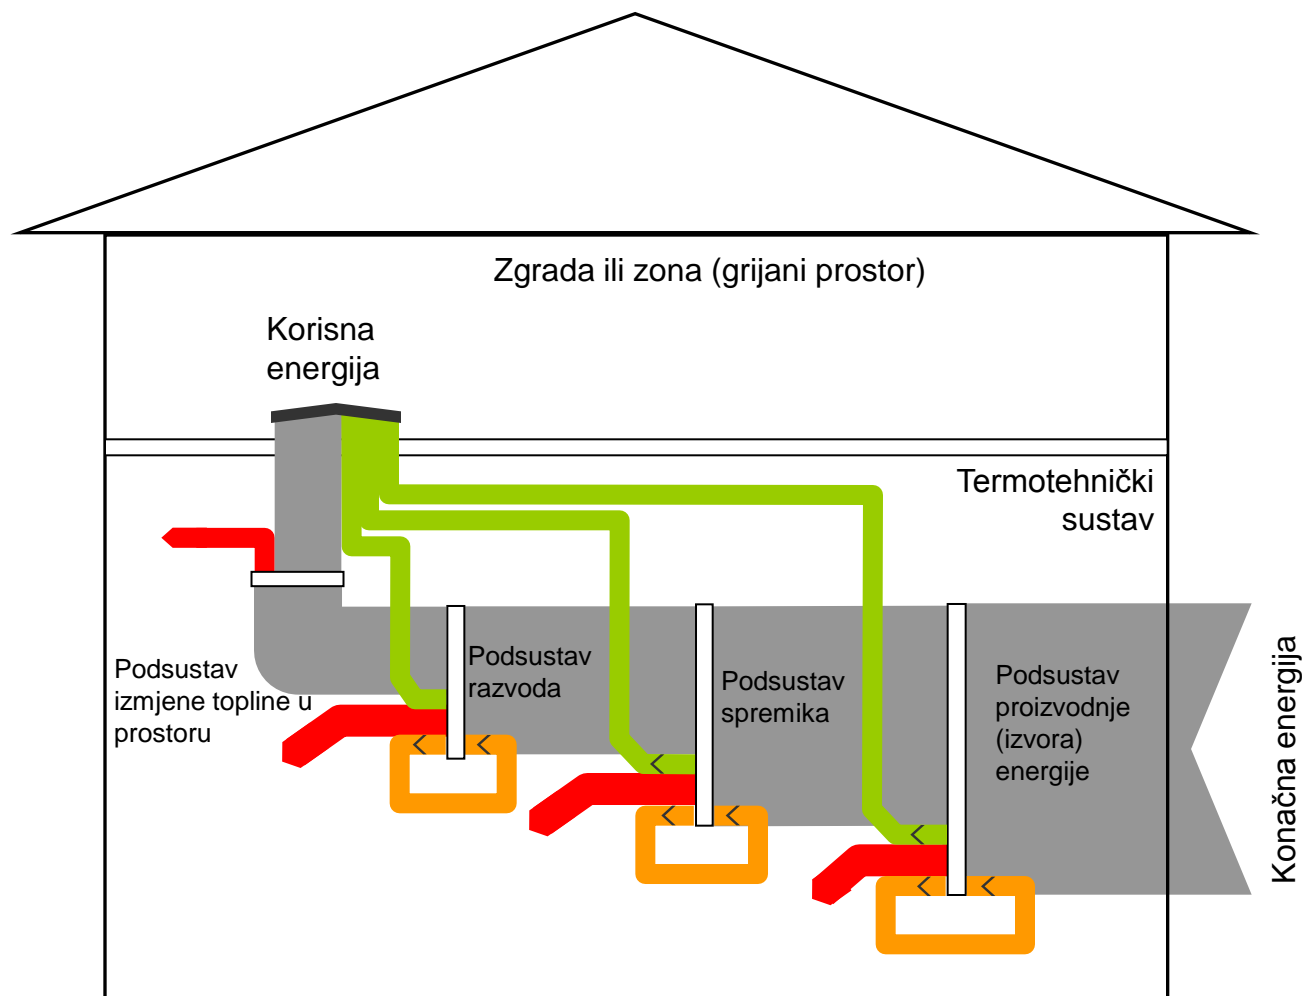 Zgrada ili zona (grijani prostor)
Korisna
energija
Termotehnički
sustav
Podsustav
izmjene topline u
prostoru
Podsustav
razvoda
Podsustav
spremika
Podsustav
proizvodnje
(izvora)
energije
Konačna energija